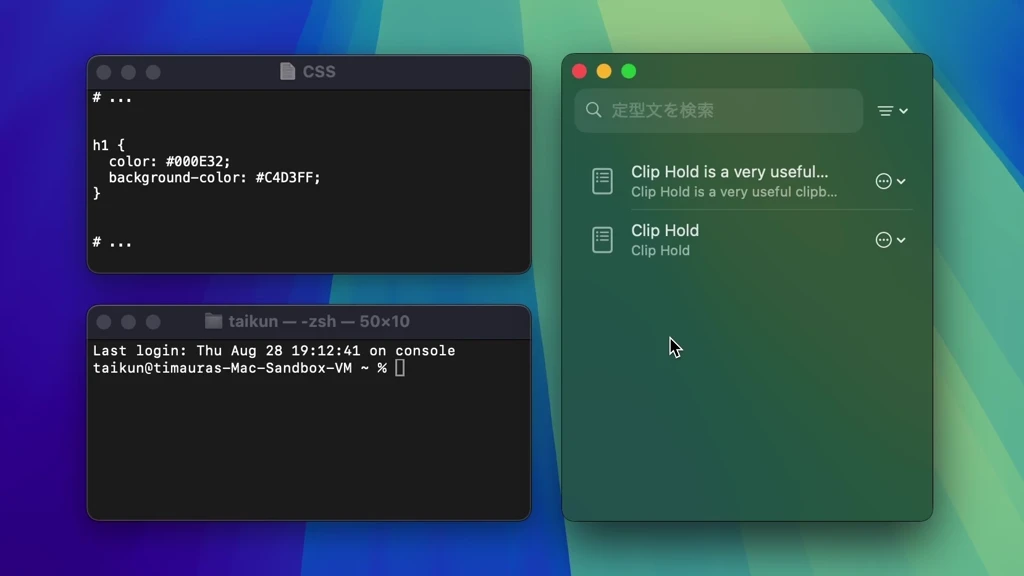 CSS
# ...
h1 {
  color: #000E32;
  background-color: #C4D3FF;
}
# ...
taikun — -zsh — 50×10
Last login: Thu Aug 28 19:12:41 on console
taikun@timauras-Mac-Sandbox-VM ~ %
定型文を検索
Clip Hold is a very useful...
Clip Hold is a very useful clipb...
Clip Hold
Clip Hold